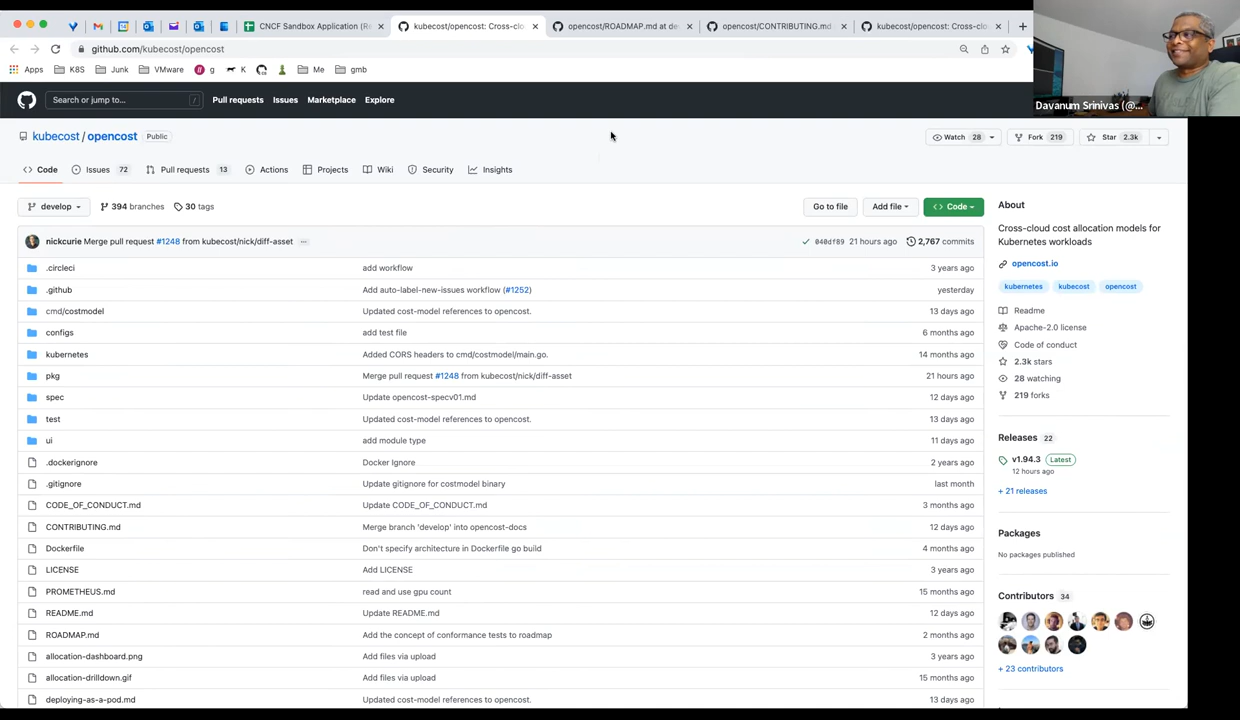 CNCF Sandbox Application (Re
kubecost/opencost: Cross-clo
opencost/ROADMAP.md at de
opencost/CONTRIBUTING.md
kubecost/opencost: Cross-clo
github.com/kubecost/opencost
Apps K8S Junk VMware g K Me gmb
Davanum Srinivas (@...
Search or jump to... /
Pull requests Issues Marketplace Explore
kubecost / opencost Public
Watch 28 Fork 219 Star 2.3k
Code Issues 72 Pull requests 13 Actions Projects Wiki Security Insights
develop 394 branches 30 tags Go to file Add file Code
nickcurie Merge pull request #1248 from kubecost/nick/diff-asset ... 040df89 21 hours ago 2,767 commits
.circleci add workflow 3 years ago
.github Add auto-label-new-issues workflow (#1252) yesterday
cmd/costmodel Updated cost-model references to opencost. 13 days ago
configs add test file 6 months ago
kubernetes Added CORS headers to cmd/costmodel/main.go. 14 months ago
pkg Merge pull request #1248 from kubecost/nick/diff-asset 21 hours ago
spec Update opencost-specv01.md 12 days ago
test Updated cost-model references to opencost. 13 days ago
ui add module type 11 days ago
.dockerignore Docker Ignore 2 years ago
.gitignore Update gitignore for costmodel binary last month
CODE_OF_CONDUCT.md Update CODE_OF_CONDUCT.md 3 months ago
CONTRIBUTING.md Merge branch 'develop' into opencost-docs 12 days ago
Dockerfile Don't specify architecture in Dockerfile go build 4 months ago
LICENSE Add LICENSE 3 years ago
PROMETHEUS.md read and use gpu count 15 months ago
README.md Update README.md 12 days ago
ROADMAP.md Add the concept of conformance tests to roadmap 2 months ago
allocation-dashboard.png Add files via upload 3 years ago
allocation-drilldown.gif Add files via upload 15 months ago
deploying-as-a-pod.md Updated cost-model references to opencost. 13 days ago
About
Cross-cloud cost allocation models for
Kubernetes workloads
opencost.io
kubernetes kubecost opencost
Readme
Apache-2.0 license
Code of conduct
2.3k stars
28 watching
219 forks
Releases 22
v1.94.3 Latest
12 hours ago
+ 21 releases
Packages
No packages published
Contributors 34
+ 23 contributors